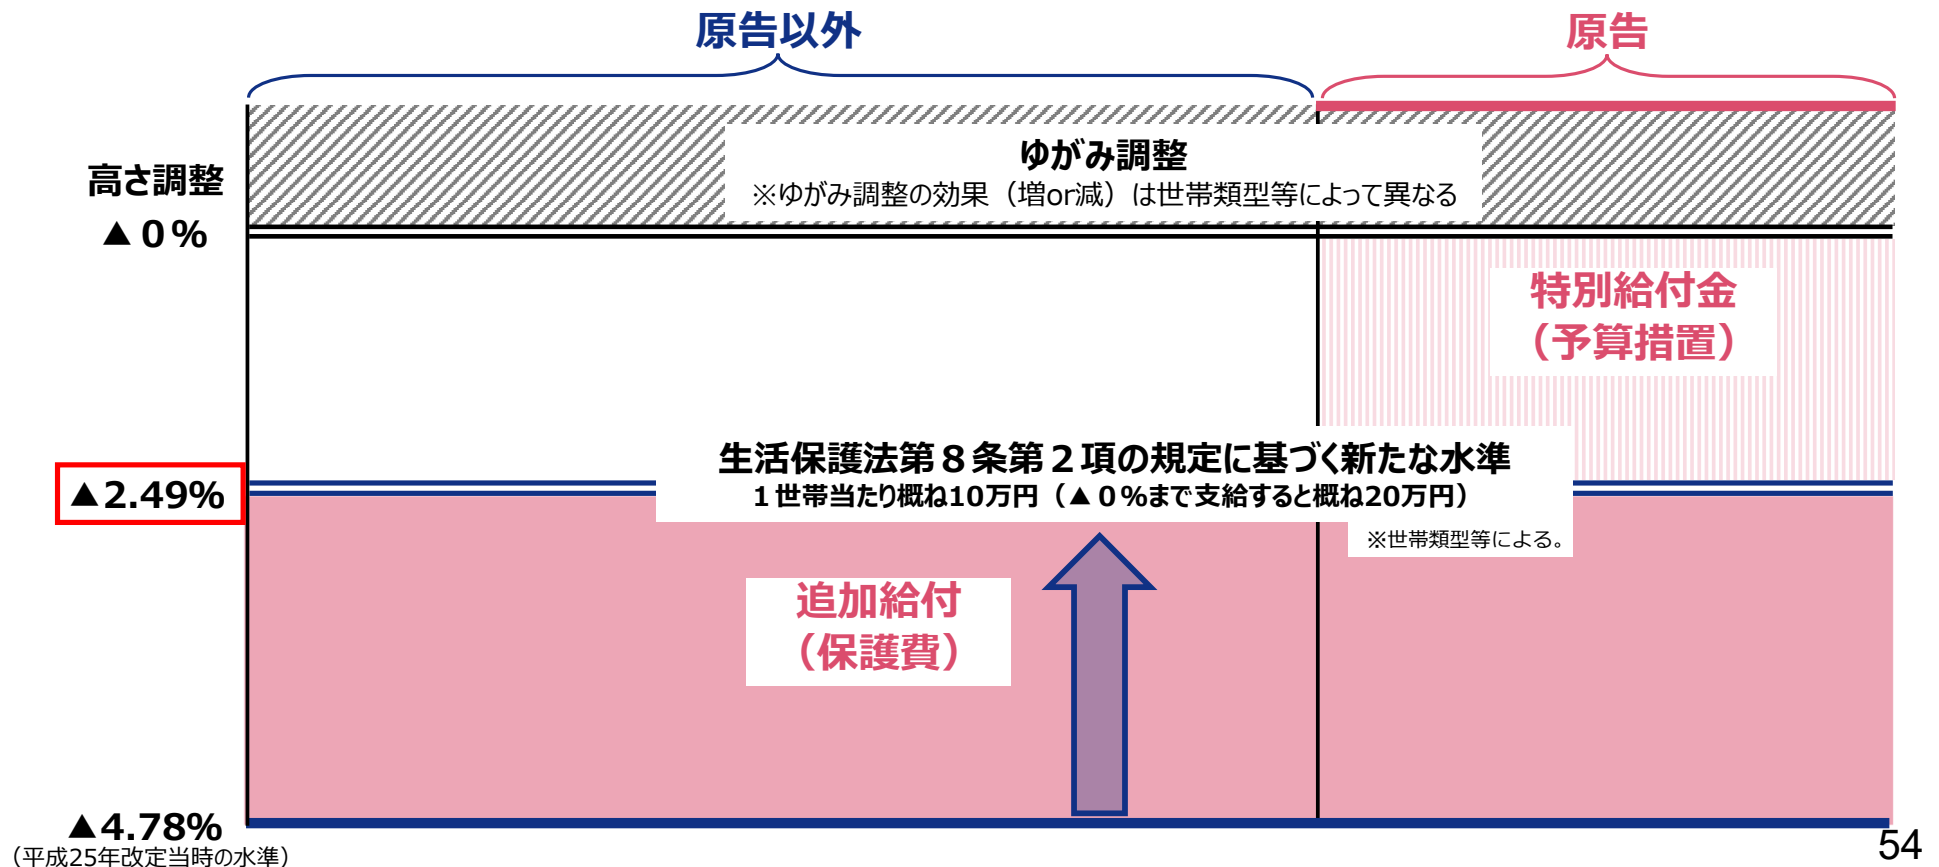 原告以外
原告
ゆがみ調整
※ゆがみ調整の効果（増or減）は世帯類型等によって異なる
高さ調整
▲０％
特別給付金
（予算措置）
生活保護法第８条第２項の規定に基づく新たな水準
１世帯当たり概ね10万円（▲０％まで支給すると概ね20万円）
▲2.49%
※世帯類型等による。
追加給付
（保護費）
▲4.78%
（平成25年改定当時の水準）
54